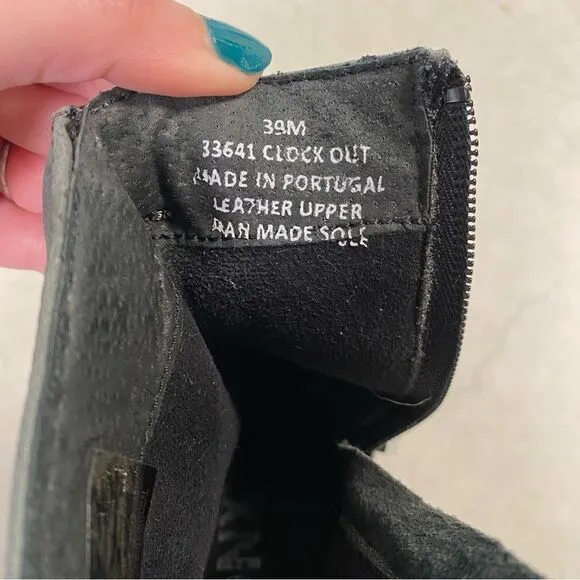 39M
33641 CLOCK OUT
MADE IN PORTUGAL
LEATHER UPPER
MAN MADE SOLE